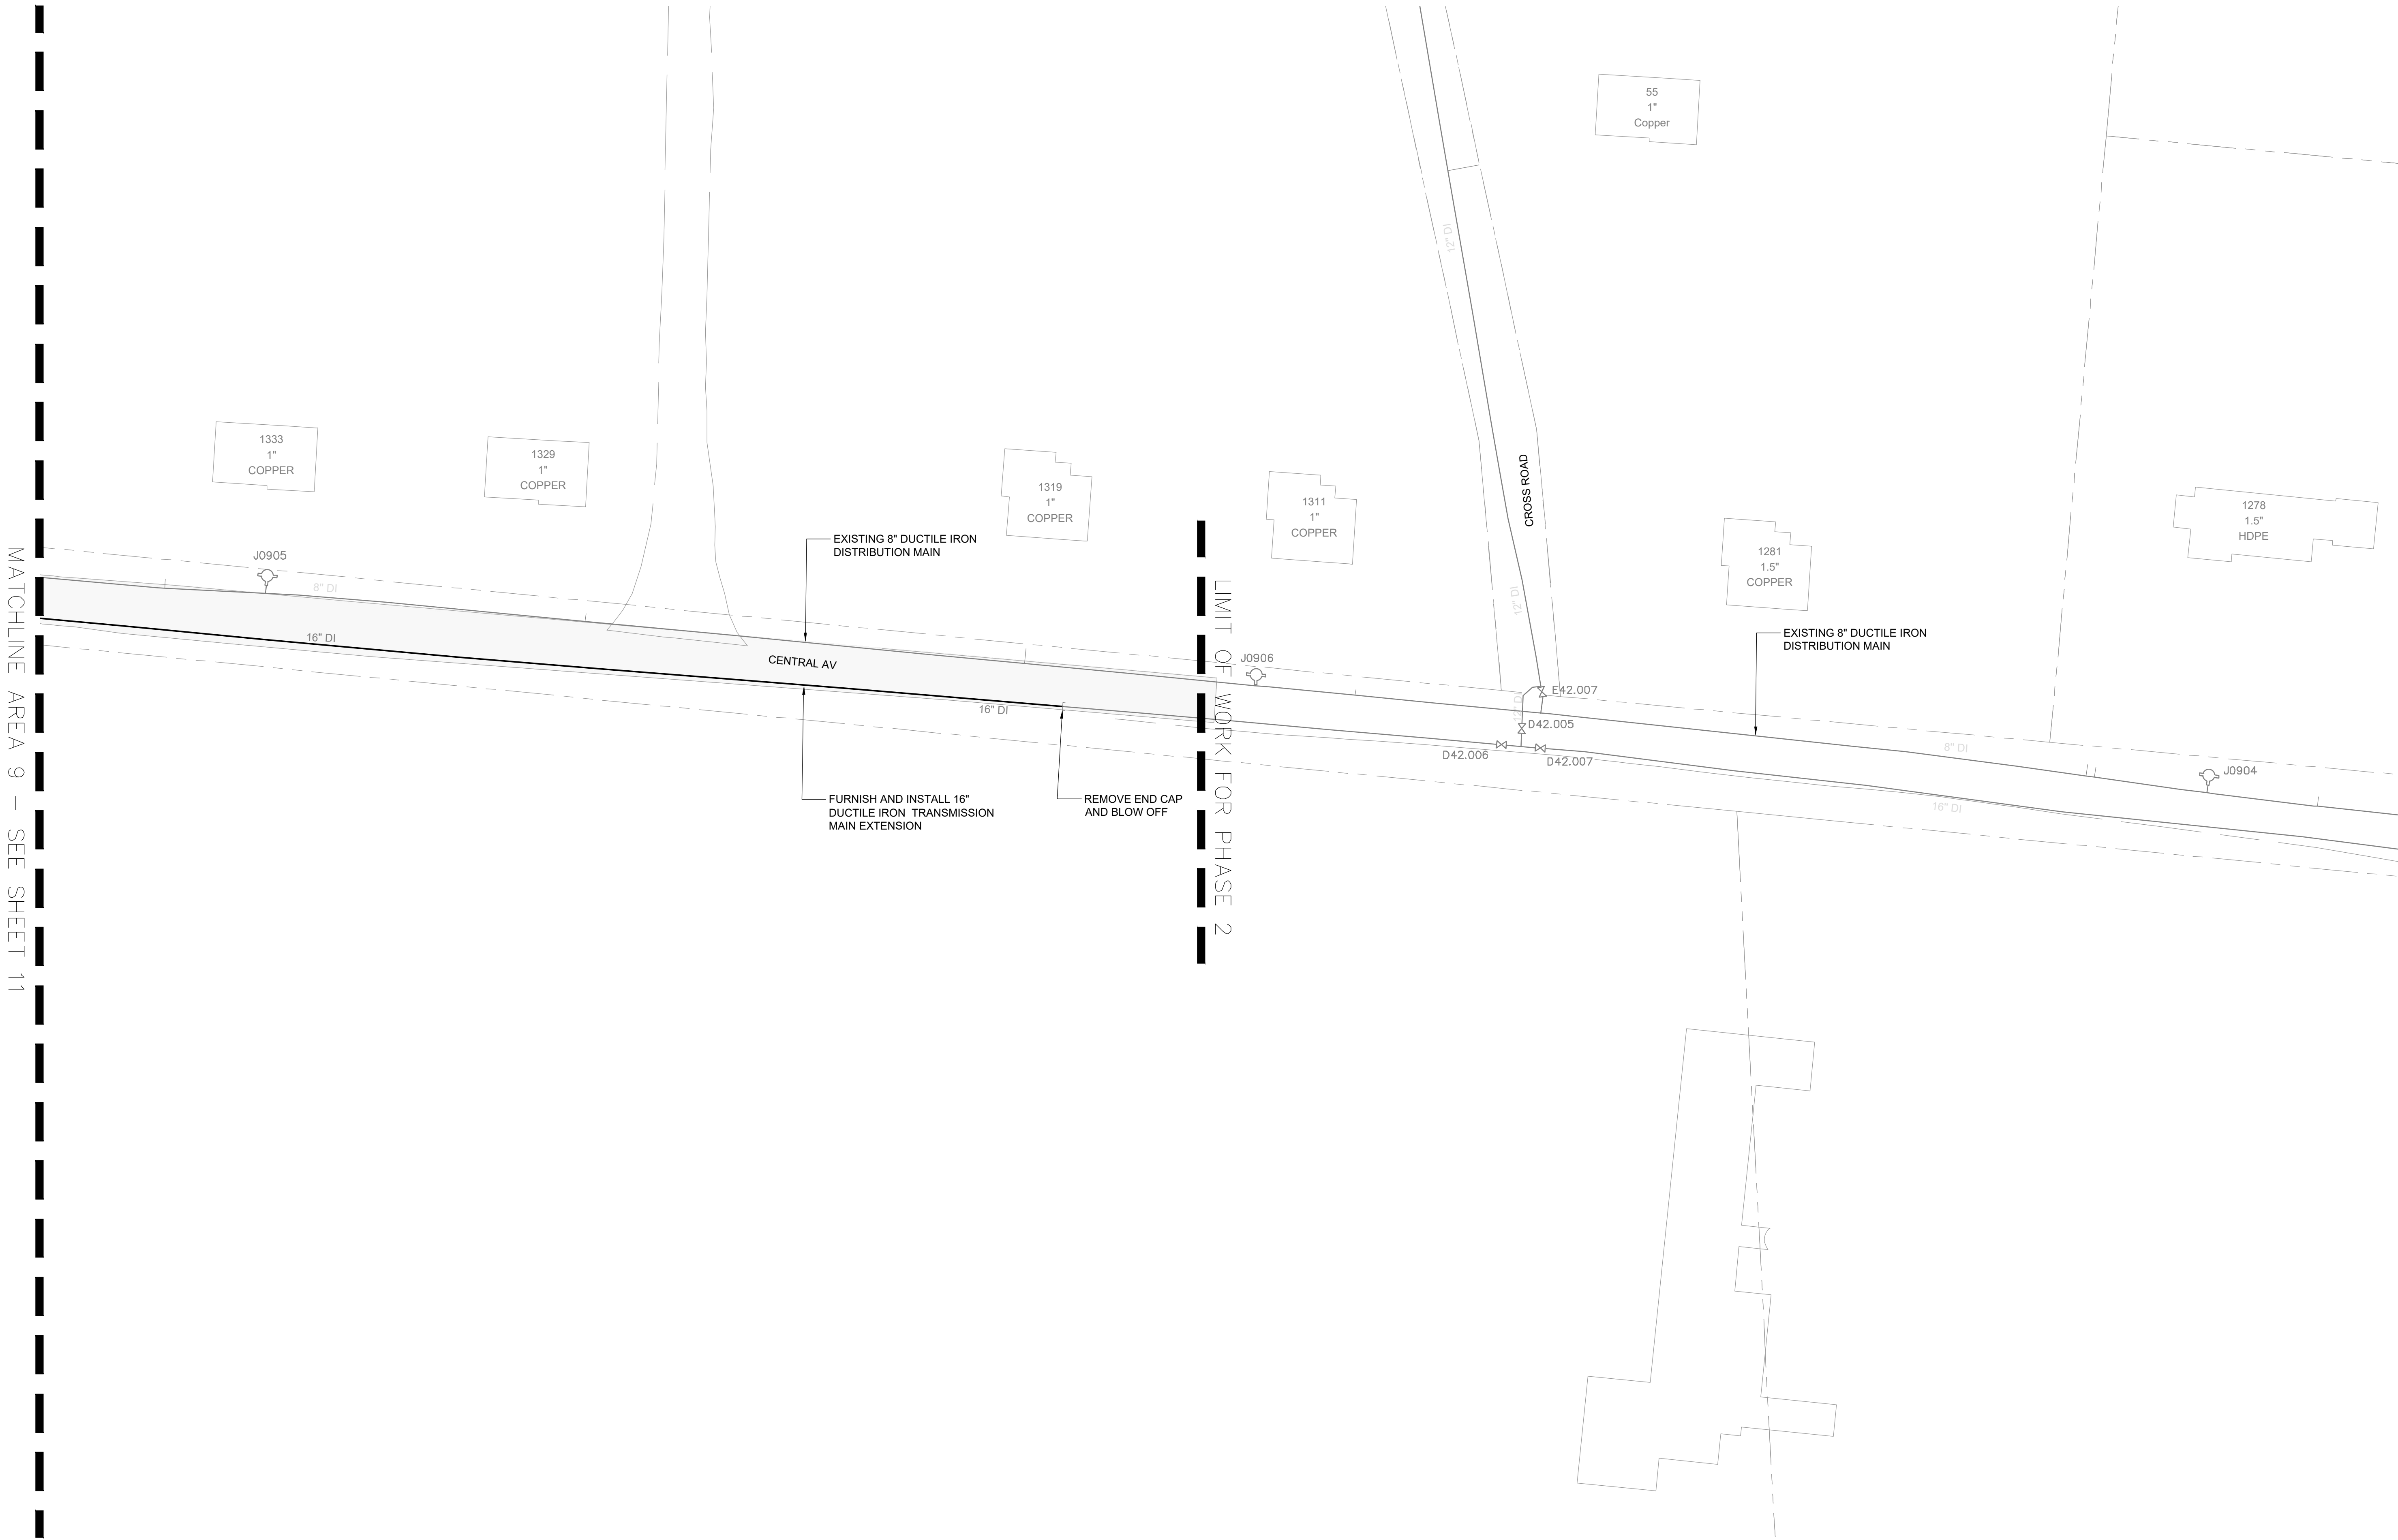 55
1"
Copper
12" DI
1333
1"
COPPER
1329
1"
COPPER
1319
1"
COPPER
1311
1"
COPPER
CROSS ROAD
1281
1.5"
COPPER
1278
1.5"
HDPE
EXISTING 8" DUCTILE IRON
DISTRIBUTION MAIN
J0905
8" DI
16" DI
CENTRAL AV
12" DI
EXISTING 8" DUCTILE IRON
DISTRIBUTION MAIN
J0906
E42.007
12" DI
D42.005
D42.006
D42.007
16" DI
8" DI
J0904
16" DI
FURNISH AND INSTALL 16"
DUCTILE IRON TRANSMISSION
MAIN EXTENSION
REMOVE END CAP
AND BLOW OFF
LIMIT OF WORK FOR PHASE 2
MATCHLINE AREA 9 – SEE SHEET 11